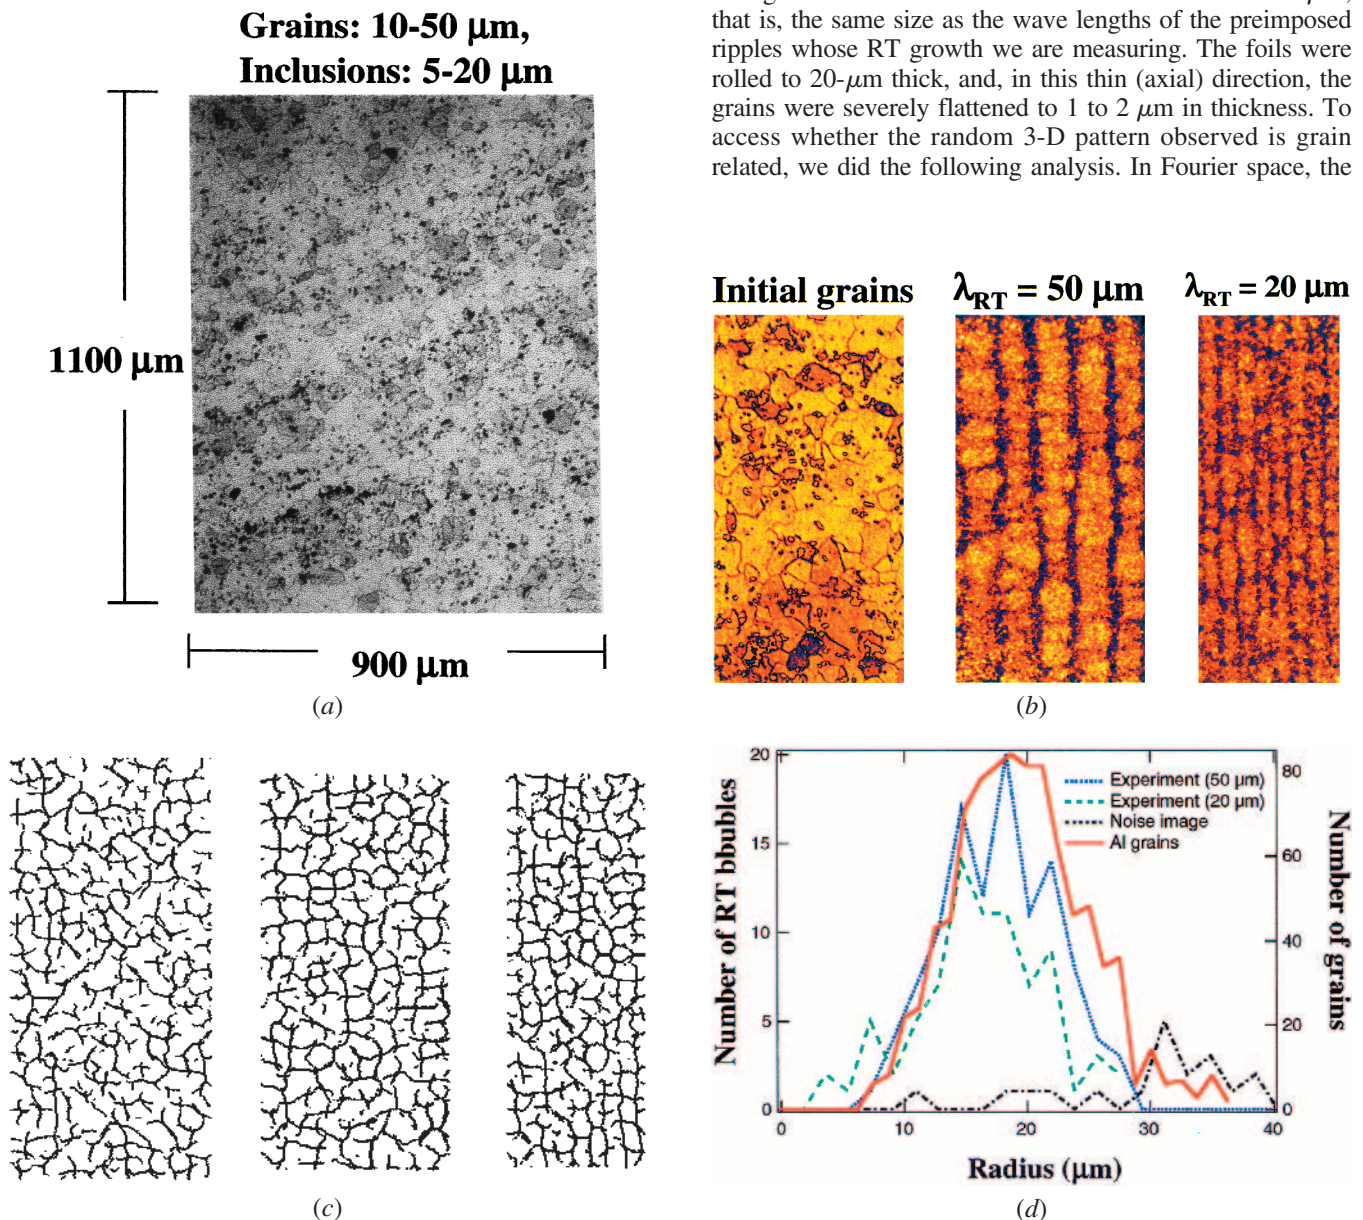 Grains: 10-50 μm,
Inclusions: 5-20 μm
1100 μm
900 μm
(a)
that is, the same size as the wave lengths of the preimposed
ripples whose RT growth we are measuring. The foils were
rolled to 20-μm thick, and, in this thin (axial) direction, the
grains were severely flattened to 1 to 2 μm in thickness. To
access whether the random 3-D pattern observed is grain
related, we did the following analysis. In Fourier space, the
Initial grains
λRT = 50 μm
λRT = 20 μm
(b)
(c)
Number of RT bbubbles
20
15
10
5
0
Experiment (50 μm)
Experiment (20 μm)
Noise image
Al grains
80
60
40
20
0
Number of grains
0 10 20 30 40
Radius (μm)
(d)